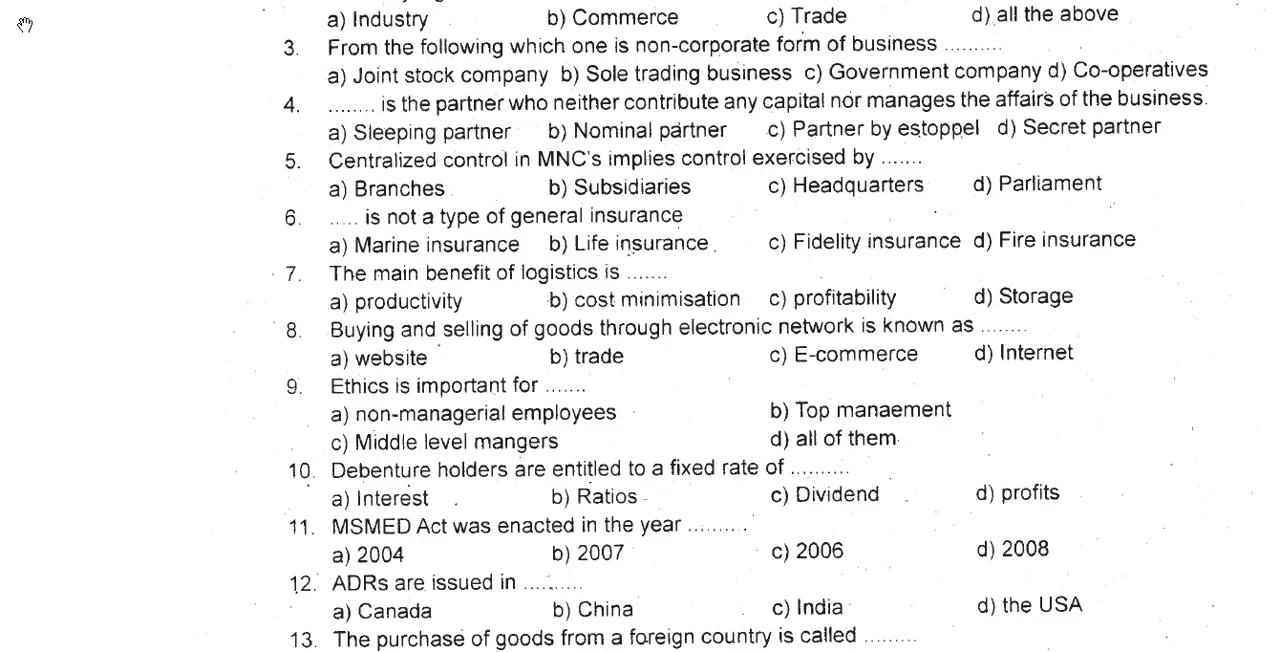 a) Industry b) Commerce c) Trade d) all the above
3. From the following which one is non-corporate form of business ..........
a) Joint stock company b) Sole trading business c) Government company d) Co-operatives
4. ........ is the partner who neither contribute any capital nor manages the affairs of the business.
a) Sleeping partner b) Nominal partner c) Partner by estoppel d) Secret partner
5. Centralized control in MNC's implies control exercised by .......
a) Branches b) Subsidiaries c) Headquarters d) Parliament
6. ..... is not a type of general insurance
a) Marine insurance b) Life insurance c) Fidelity insurance d) Fire insurance
7. The main benefit of logistics is .......
a) productivity b) cost minimisation c) profitability d) Storage
8. Buying and selling of goods through electronic network is known as ........
a) website b) trade c) E-commerce d) Internet
9. Ethics is important for .......
a) non-managerial employees b) Top manaement
c) Middle level mangers d) all of them
10. Debenture holders are entitled to a fixed rate of ..........
a) Interest b) Ratios c) Dividend d) profits
11. MSMED Act was enacted in the year ..........
a) 2004 b) 2007 c) 2006 d) 2008
12. ADRs are issued in ..........
a) Canada b) China c) India d) the USA
13. The purchase of goods from a foreign country is called .........